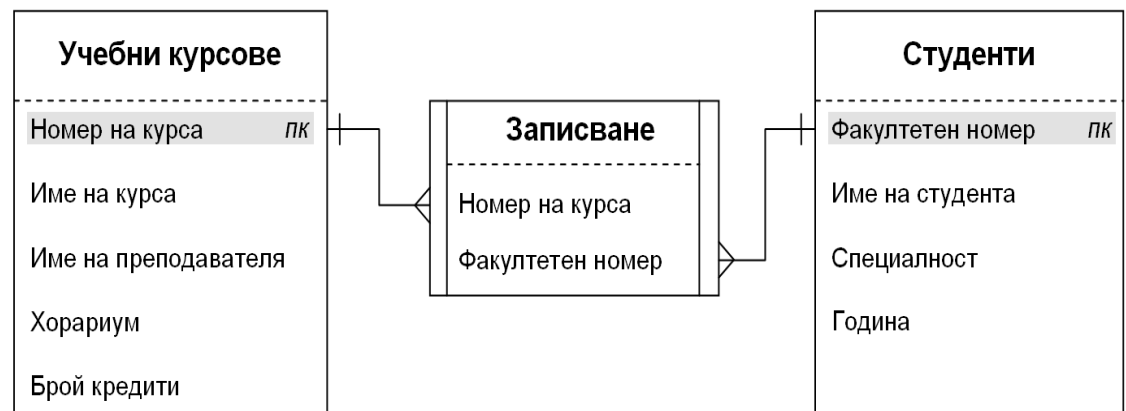 Учебни курсове
Номер на курса пк
Име на курса
Име на преподавателя
Хорариум
Брой кредити
Записване
Номер на курса
Факултетен номер
Студенти
Факултетен номер пк
Име на студента
Специалност
Година